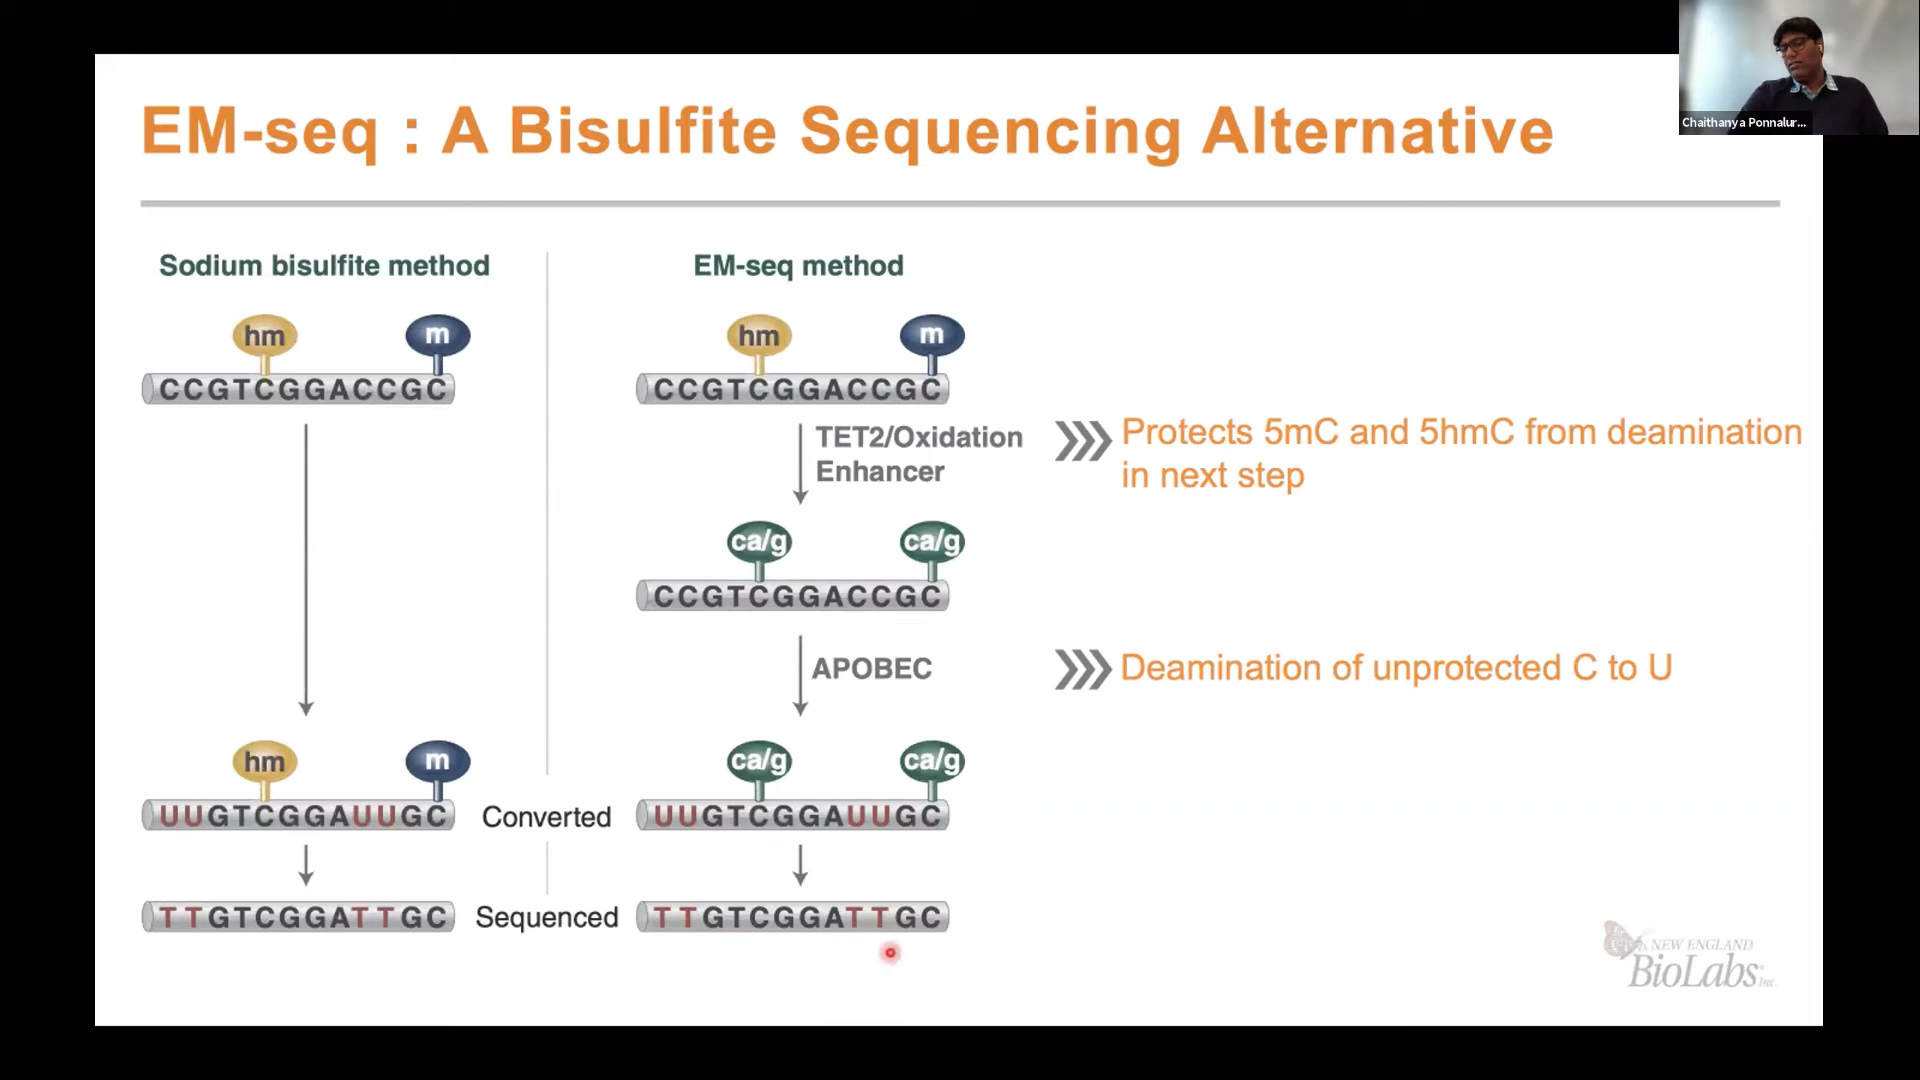 Chaithanya Ponnalur...
EM-seq : A Bisulfite Sequencing Alternative
Sodium bisulfite method
hm
m
CCGTCGGACCGC
hm
m
UUGTCGGAUUGC
TTGTCGGATTGC
Converted
Sequenced
EM-seq method
hm
m
CCGTCGGACCGC
TET2/Oxidation
Enhancer
Protects 5mC and 5hmC from deamination
in next step
ca/g
ca/g
CCGTCGGACCGC
APOBEC
Deamination of unprotected C to U
ca/g
ca/g
UUGTCGGAUUGC
TTGTCGGATTGC
NEW ENGLAND
BioLabs Inc.